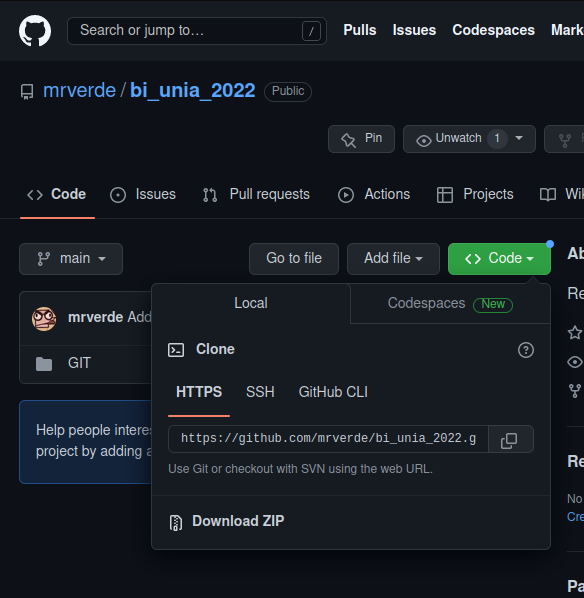 Search or jump to… /
Pulls Issues Codespaces Mark
mrverde / bi_unia_2022 Public
Pin Unwatch 1
Code Issues Pull requests Actions Projects Wi
main Go to file Add file Code
Ab
Local Codespaces New
Re
mrverde Add
Clone
GIT
HTTPS SSH GitHub CLI
Help people interes
https://github.com/mrverde/bi_unia_2022.g
project by adding a
Use Git or checkout with SVN using the web URL.
Re
No
Cre
Download ZIP
Pa